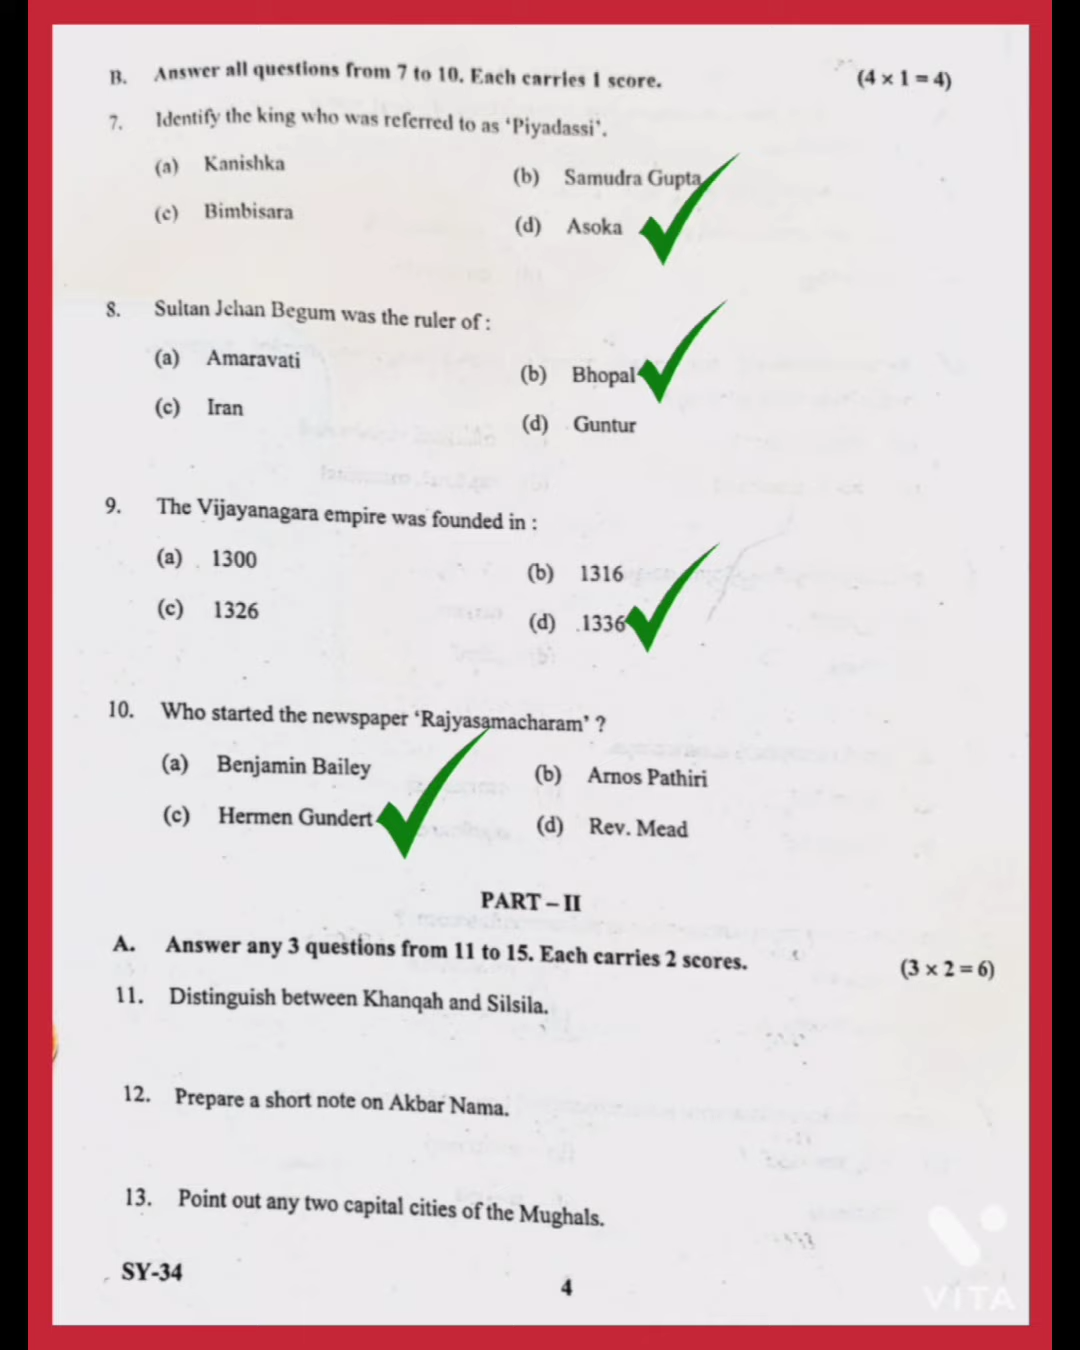 B. Answer all questions from 7 to 10. Each carries 1 score. (4 × 1 = 4)
7. Identify the king who was referred to as ‘Piyadassi’.
(a) Kanishka (b) Samudra Gupta
(c) Bimbisara (d) Asoka
8. Sultan Jehan Begum was the ruler of :
(a) Amaravati (b) Bhopal
(c) Iran (d) Guntur
9. The Vijayanagara empire was founded in :
(a) 1300 (b) 1316
(c) 1326 (d) 1336
10. Who started the newspaper ‘Rajyasamacharam’ ?
(a) Benjamin Bailey (b) Arnos Pathiri
(c) Hermen Gundert (d) Rev. Mead
PART – II
A. Answer any 3 questions from 11 to 15. Each carries 2 scores. (3 × 2 = 6)
11. Distinguish between Khanqah and Silsila.
12. Prepare a short note on Akbar Nama.
13. Point out any two capital cities of the Mughals.
SY-34
4
VITA